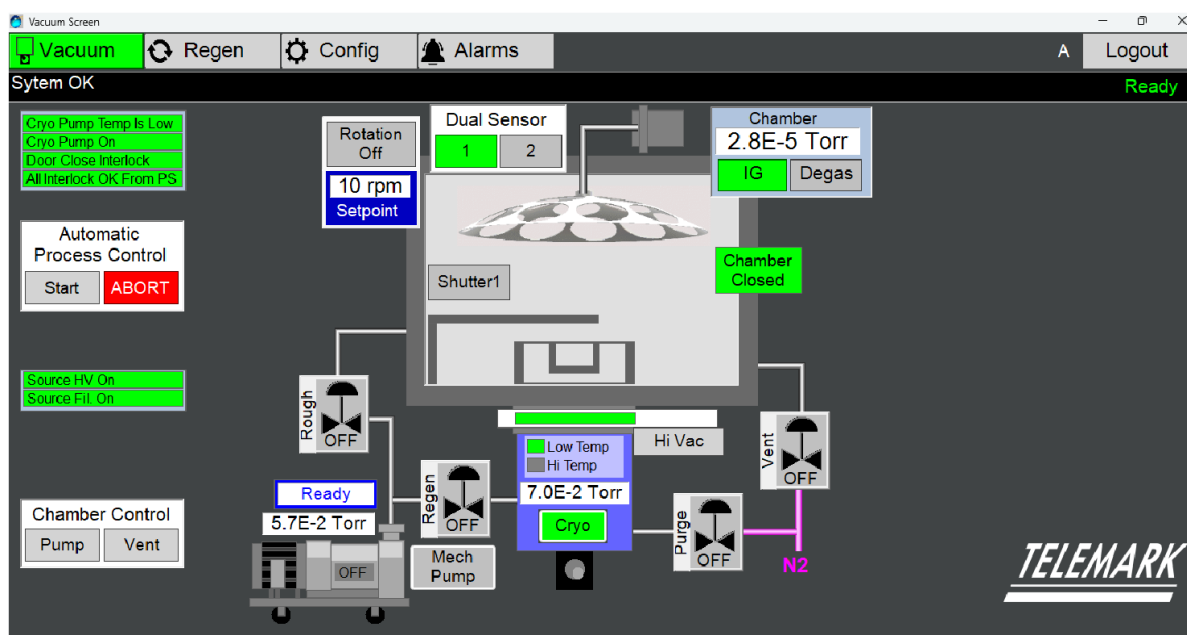 Vacuum Screen
Vacuum
Regen
Config
Alarms
A
Logout
Sytem OK
Ready
Cryo Pump Temp Is Low
Cryo Pump On
Door Close Interlock
All Interlock OK From PS
Rotation
Off
10 rpm
Setpoint
Dual Sensor
1
2
Chamber
2.8E-5 Torr
IG
Degas
Automatic
Process Control
Start
ABORT
Shutter1
Chamber
Closed
Source HV On
Source Fil. On
Rough
OFF
Low Temp
Hi Temp
Hi Vac
7.0E-2 Torr
Cryo
Vent
OFF
Ready
5.7E-2 Torr
OFF
Regen
OFF
Mech
Pump
Purge
OFF
N2
Chamber Control
Pump
Vent
TELEMARK